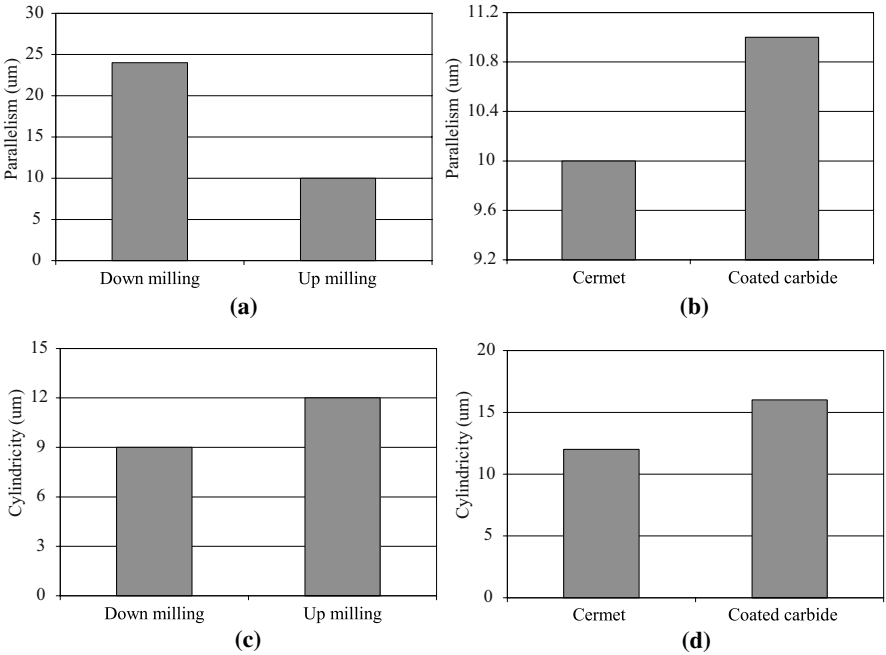 Parallelism (um)
30
25
20
15
10
5
0
Down milling
Up milling
(a)
Parallelism (um)
11.2
10.8
10.4
10
9.6
9.2
Cermet
Coated carbide
(b)
Cylindricity (um)
15
12
9
6
3
0
Down milling
Up milling
(c)
Cylindricity (um)
20
15
10
5
0
Cermet
Coated carbide
(d)